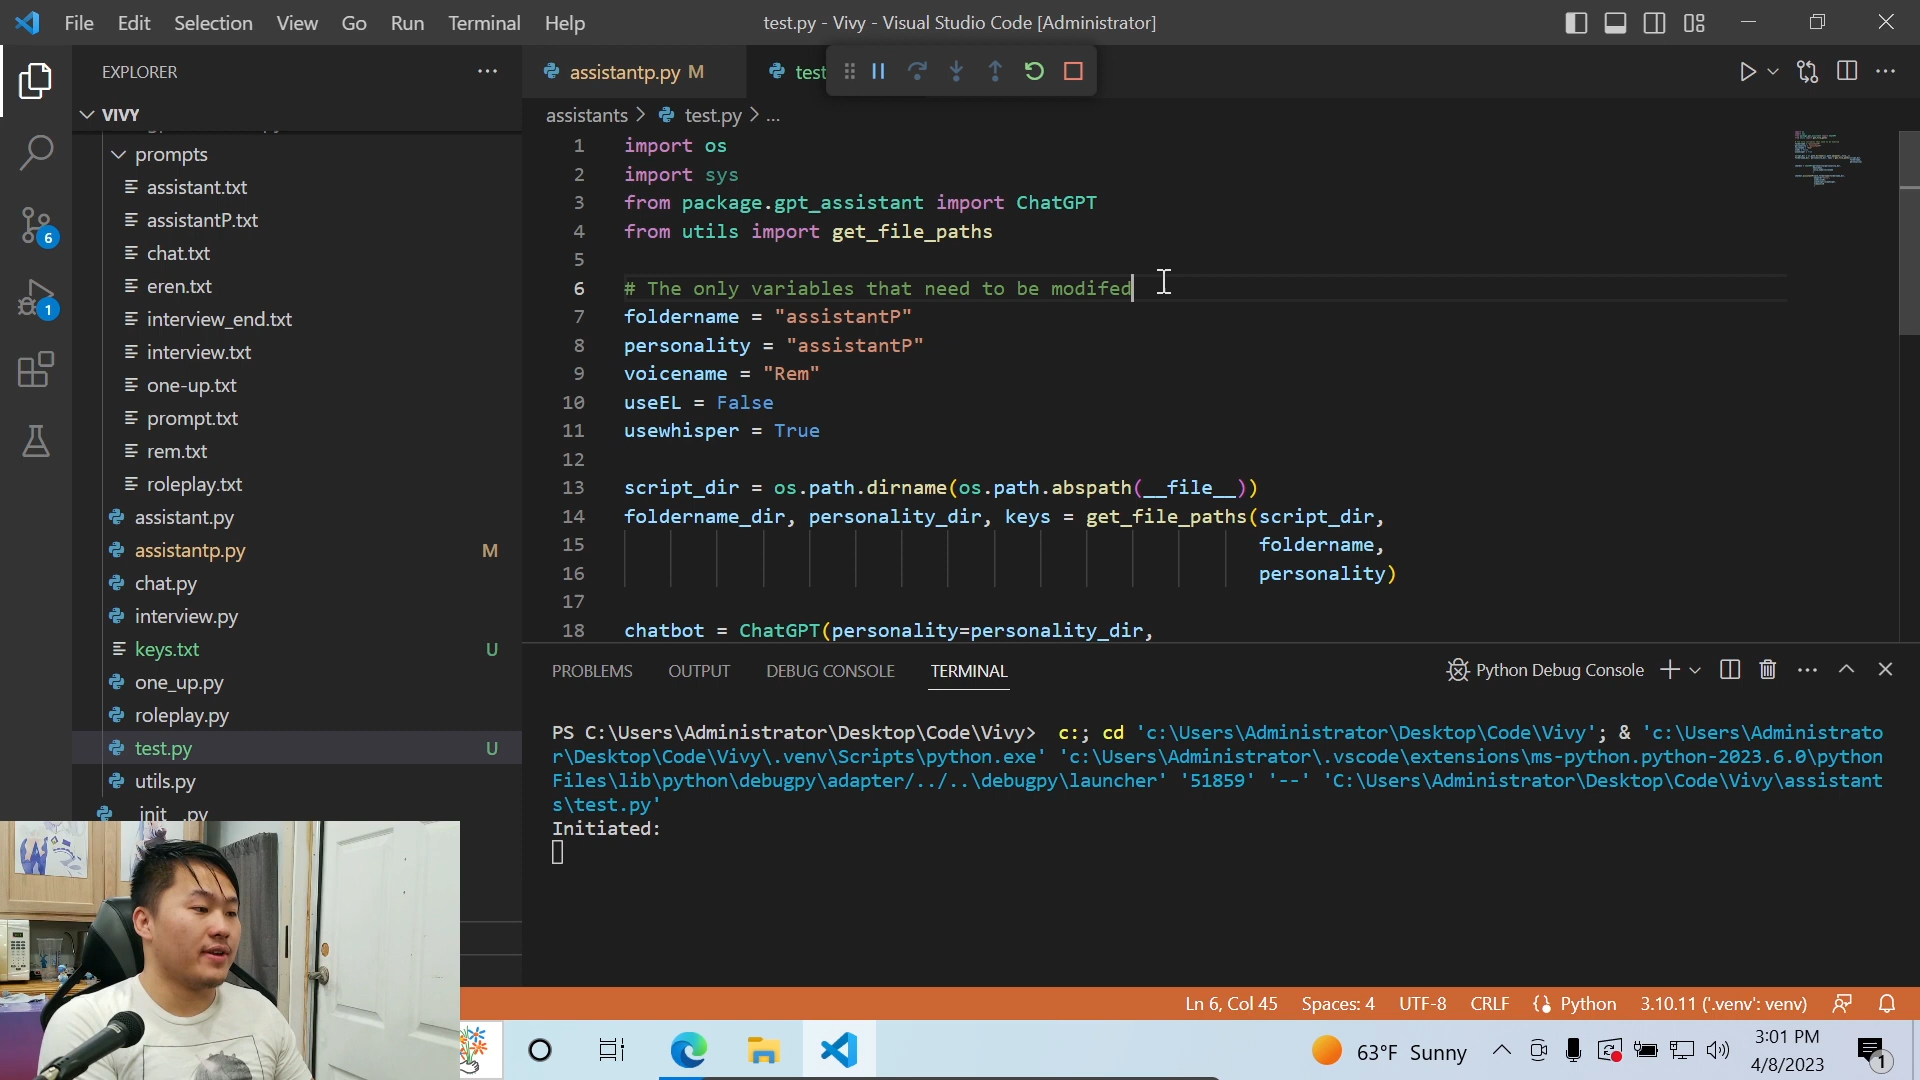 File Edit Selection View Go Run Terminal Help
test.py - Vivy - Visual Studio Code [Administrator]
EXPLORER
VIVY
prompts
assistant.txt
assistantP.txt
chat.txt
eren.txt
interview_end.txt
interview.txt
one-up.txt
prompt.txt
rem.txt
roleplay.txt
assistant.py
assistantp.py M
chat.py
interview.py
keys.txt U
one_up.py
roleplay.py
test.py U
utils.py
__init__.py
6
1
assistantp.py M
test
assistants > test.py > ...
1 import os
2 import sys
3 from package.gpt_assistant import ChatGPT
4 from utils import get_file_paths
5
6 # The only variables that need to be modifed
7 foldername = "assistantP"
8 personality = "assistantP"
9 voicename = "Rem"
10 useEL = False
11 usewhisper = True
12
13 script_dir = os.path.dirname(os.path.abspath(__file__))
14 foldername_dir, personality_dir, keys = get_file_paths(script_dir,
15 foldername,
16 personality)
17
18 chatbot = ChatGPT(personality=personality_dir,
PROBLEMS OUTPUT DEBUG CONSOLE TERMINAL
Python Debug Console
PS C:\Users\Administrator\Desktop\Code\Vivy> c:; cd 'c:\Users\Administrator\Desktop\Code\Vivy'; & 'c:\Users\Administrato
r\Desktop\Code\Vivy\.venv\Scripts\python.exe' 'c:\Users\Administrator\.vscode\extensions\ms-python.python-2023.6.0\python
Files\lib\python\debugpy\adapter/../..\debugpy\launcher' '51859' '--' 'C:\Users\Administrator\Desktop\Code\Vivy\assistant
s\test.py'
Initiated:
Ln 6, Col 45 Spaces: 4 UTF-8 CRLF Python 3.10.11 ('.venv': venv)
63°F Sunny
3:01 PM
4/8/2023
1